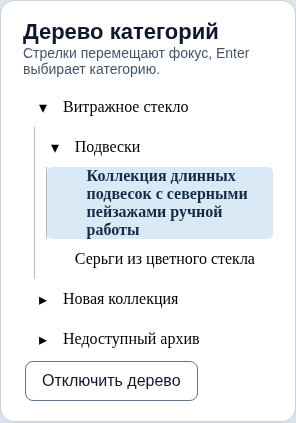 Дерево категорий
Стрелки перемещают фокус, Enter
выбирает категорию.
▾ Витражное стекло
▾ Подвески
Коллекция длинных
подвесок с северными
пейзажами ручной
работы
Серьги из цветного стекла
▸ Новая коллекция
▸ Недоступный архив
Отключить дерево